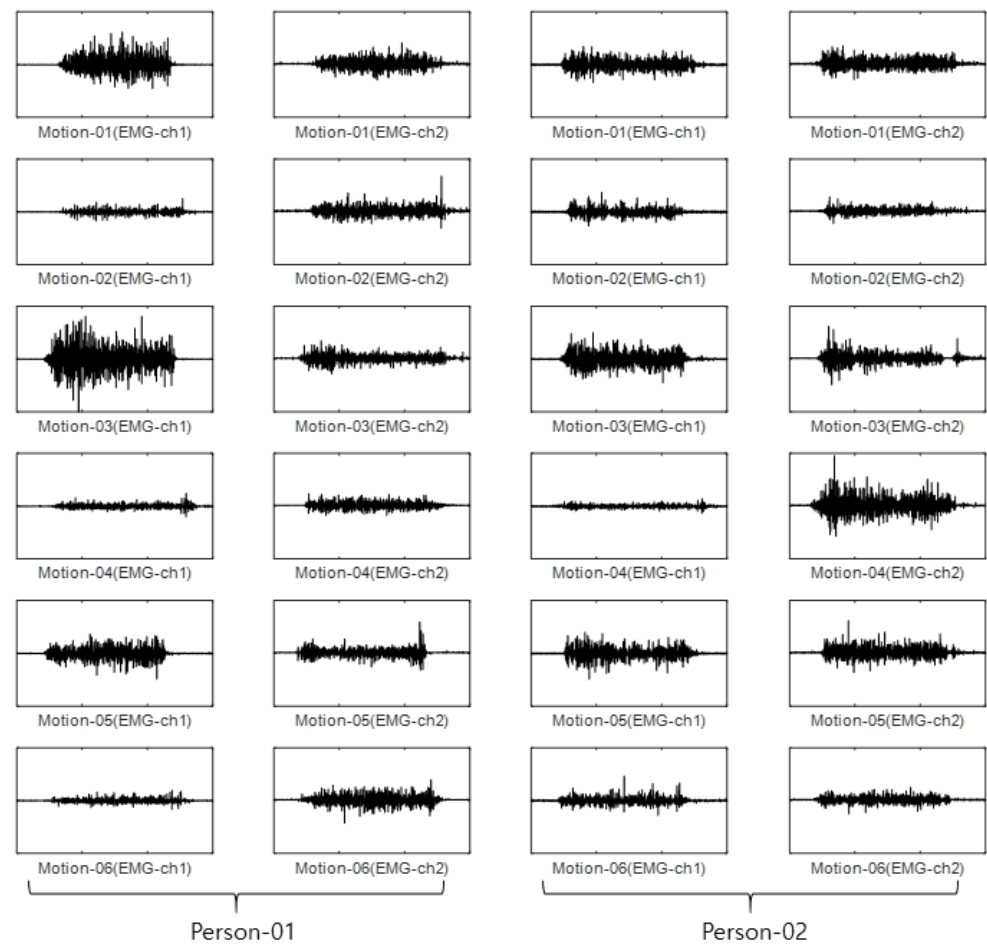 Motion-01(EMG-ch1) Motion-01(EMG-ch2) Motion-01(EMG-ch1) Motion-01(EMG-ch2)
Motion-02(EMG-ch1) Motion-02(EMG-ch2) Motion-02(EMG-ch1) Motion-02(EMG-ch2)
Motion-03(EMG-ch1) Motion-03(EMG-ch2) Motion-03(EMG-ch1) Motion-03(EMG-ch2)
Motion-04(EMG-ch1) Motion-04(EMG-ch2) Motion-04(EMG-ch1) Motion-04(EMG-ch2)
Motion-05(EMG-ch1) Motion-05(EMG-ch2) Motion-05(EMG-ch1) Motion-05(EMG-ch2)
Motion-06(EMG-ch1) Motion-06(EMG-ch2) Motion-06(EMG-ch1) Motion-06(EMG-ch2)
Person-01 Person-02